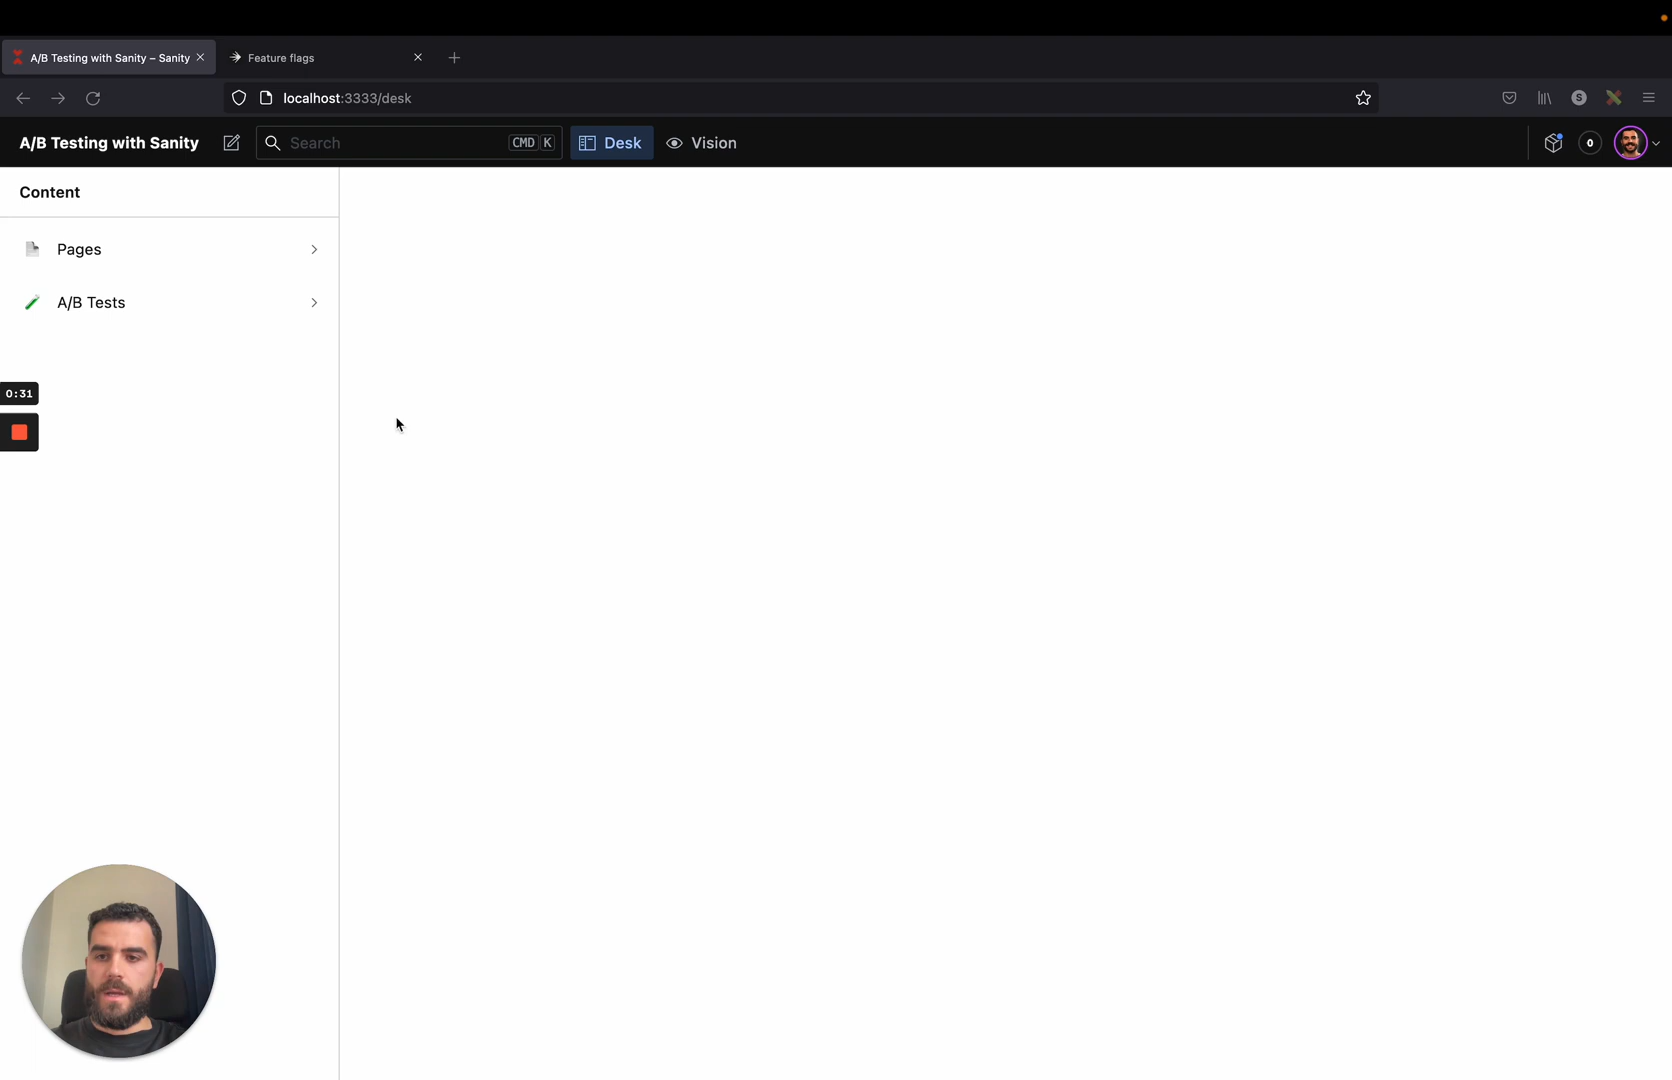 A/B Testing with Sanity – Sanity
Feature flags
localhost:3333/desk
S
A/B Testing with Sanity
Search
CMD K
Desk
Vision
0
Content
Pages
A/B Tests
0:31